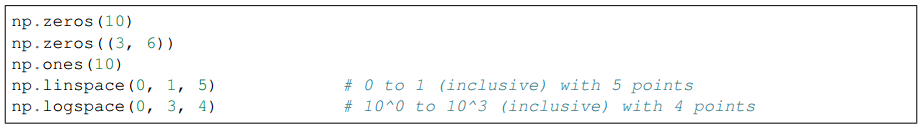 np.zeros(10)
np.zeros((3, 6))
np.ones(10)
np.linspace(0, 1, 5) # 0 to 1 (inclusive) with 5 points
np.logspace(0, 3, 4) # 10^0 to 10^3 (inclusive) with 4 points